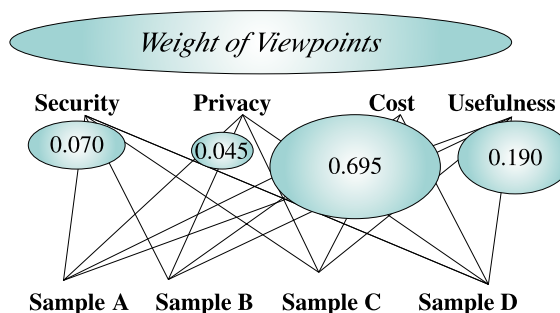 Weight of Viewpoints
Security Privacy Cost Usefulness
0.070 0.045 0.695 0.190
Sample A Sample B Sample C Sample D